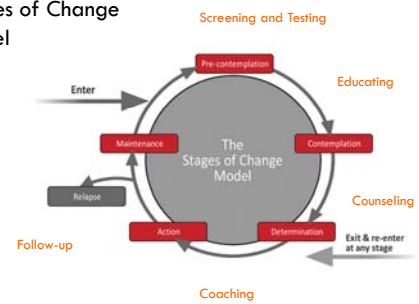 es of Change
el
Screening and Testing
Pre-contemplation
Educating
Enter
Maintenance
The
Stages of Change
Model
Contemplation
Relapse
Counseling
Action
Determination
Exit & re-enter
at any stage
Follow-up
Coaching